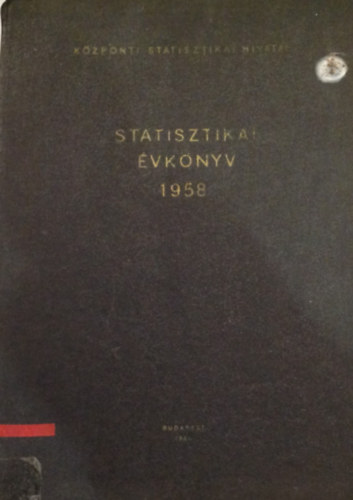 KÖZPONTI STATISZTIKAI HIVATAL
STATISZTIKAI
ÉVKÖNYV
1958
BUDAPEST